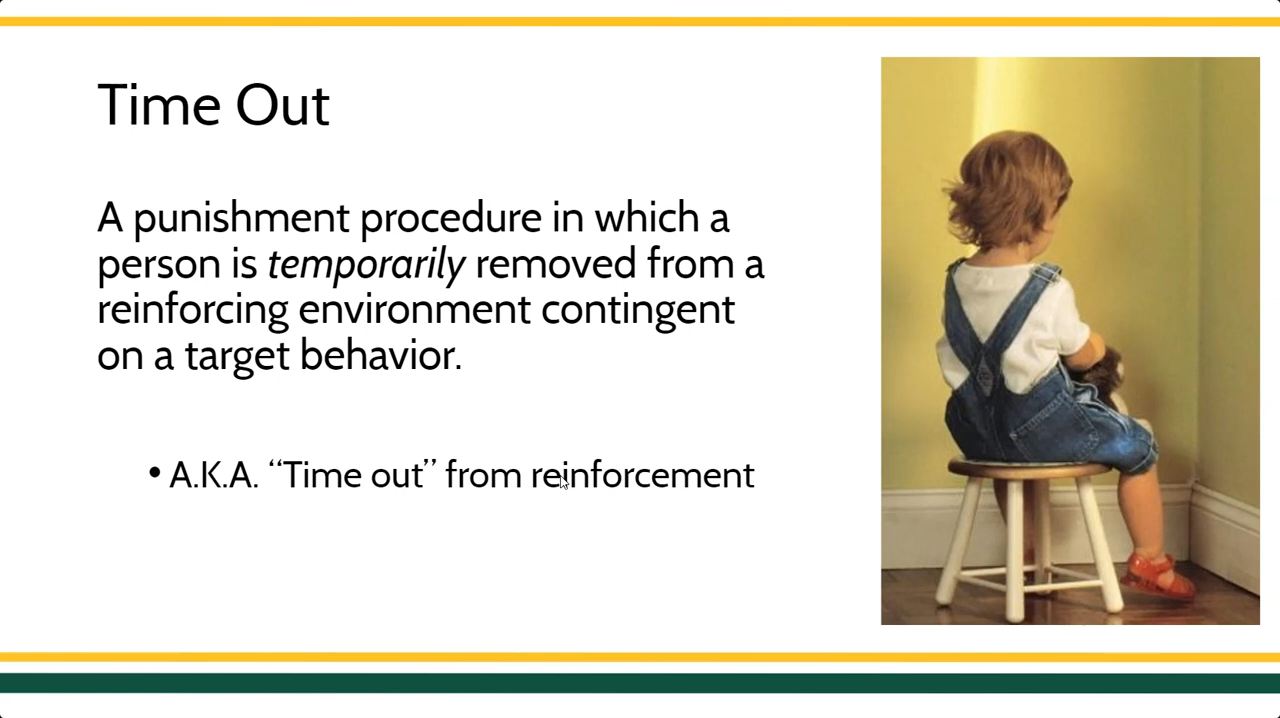 Time Out
A punishment procedure in which a
person is temporarily removed from a
reinforcing environment contingent
on a target behavior.
• A.K.A. “Time out” from reinforcement